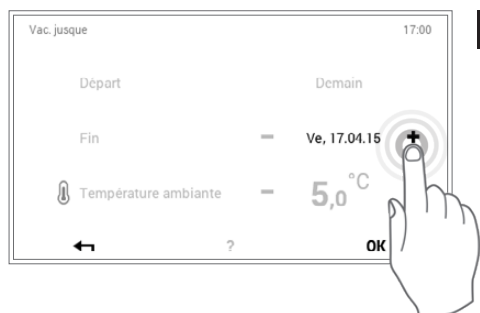 Vac. jusque 17:00
Départ Demain
Fin − Ve, 17.04.15 +
Température ambiante − 5,0 °C
? OK